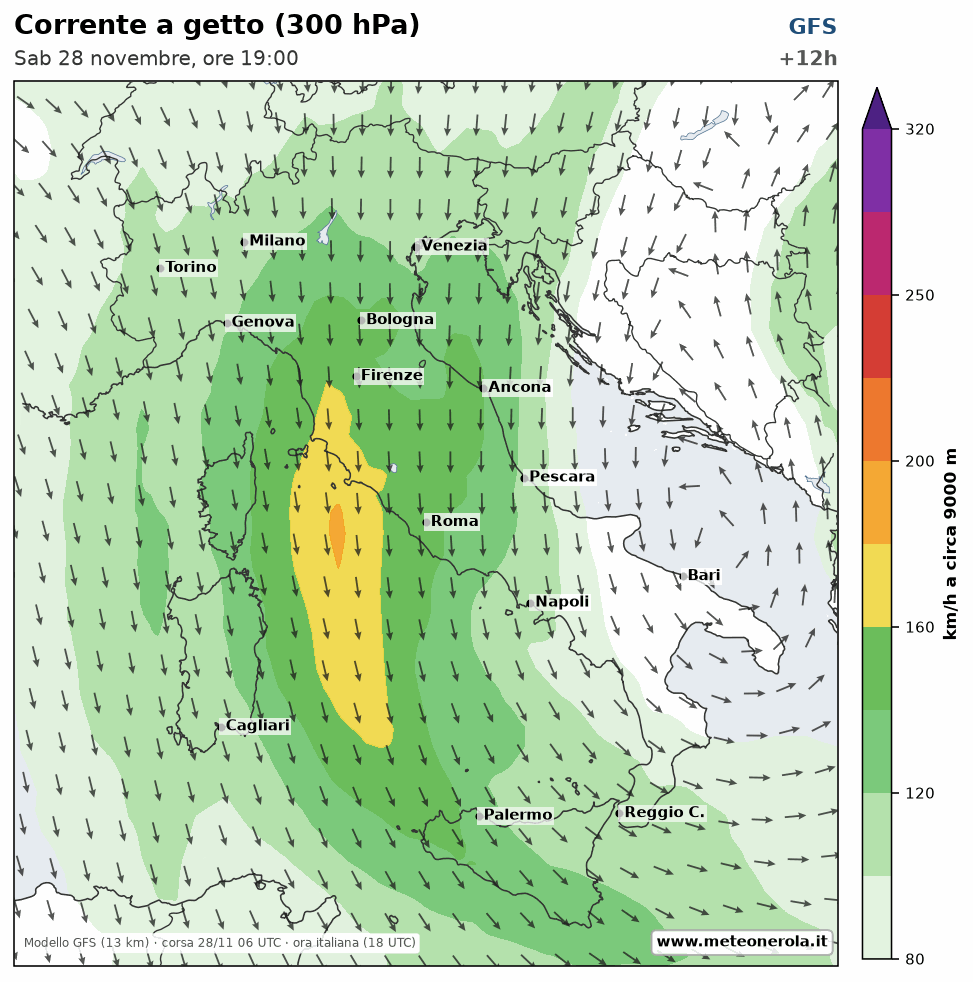 Corrente a getto (300 hPa)
GFS
Sab 28 novembre, ore 19:00
+12h
320
Milano
Venezia
Torino
250
Genova
Bologna
Firenze
Ancona
200
Pescara
Roma
Bari
Napoli
km/h a circa 9000 m
160
Cagliari
120
Palermo
Reggio C.
Modello GFS (13 km) · corsa 28/11 06 UTC · ora italiana (18 UTC)
www.meteonerola.it
80